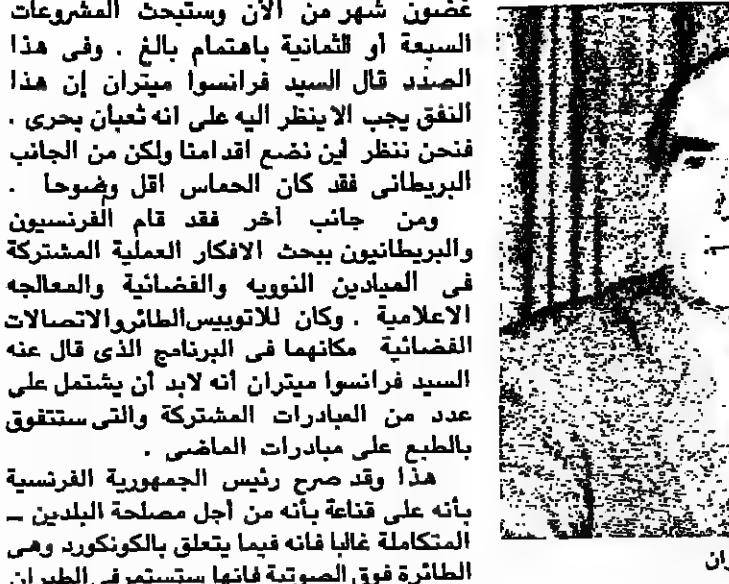 غضون شهر من الآن وستبحث المشروعات
السبعة أو الثمانية باهتمام بالغ . وفى هذا
الصدد قال السيد فرانسوا ميتران إن هذا
النفق يجب الا ينظر اليه على انه ثعبان بحرى .
فنحن ننظر أين نضع اقدامنا ولكن من الجانب
البريطانى فقد كان الحماس اقل وضوحا .
ومن جانب آخر فقد قام الفرنسيون
والبريطانيون ببحث الافكار العملية المشتركة
فى الميادين النوويه والفضائية والمعالجه
الاعلامية . وكان للاتوبيس الطائر والاتصالات
الفضائية مكانهما فى البرنامج الذى قال عنه
السيد فرانسوا ميتران أنه لابد أن يشتمل على
عدد من المبادرات المشتركة والتى ستتفوق
بالطبع على مبادرات الماضى .
هذا وقد صرح رئيس الجمهورية الفرنسية
بأنه على قناعة بأنه من أجل مصلحة البلدين ــ
المتكاملة غالبا فانه فيما يتعلق بالكونكورد وهى
الطائرة فوق الصوتية فانها ستستمر فى الطيران
ران